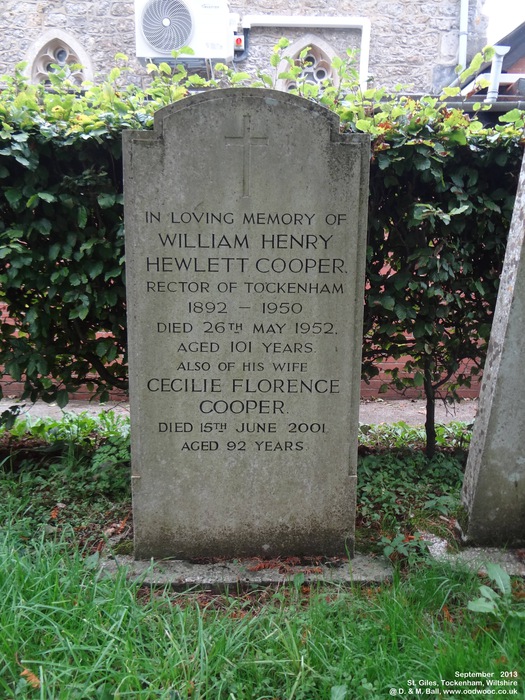 IN LOVING MEMORY OF
WILLIAM HENRY
HEWLETT COOPER.
RECTOR OF TOCKENHAM
1892 – 1950
DIED 26TH MAY 1952.
AGED 101 YEARS.
ALSO OF HIS WIFE
CECILIE FLORENCE
COOPER.
DIED 15TH JUNE 2001
AGED 92 YEARS.
September 2013
St. Giles, Tockenham, Wiltshire
@ D. & M. Ball, www.oodwooc.co.uk